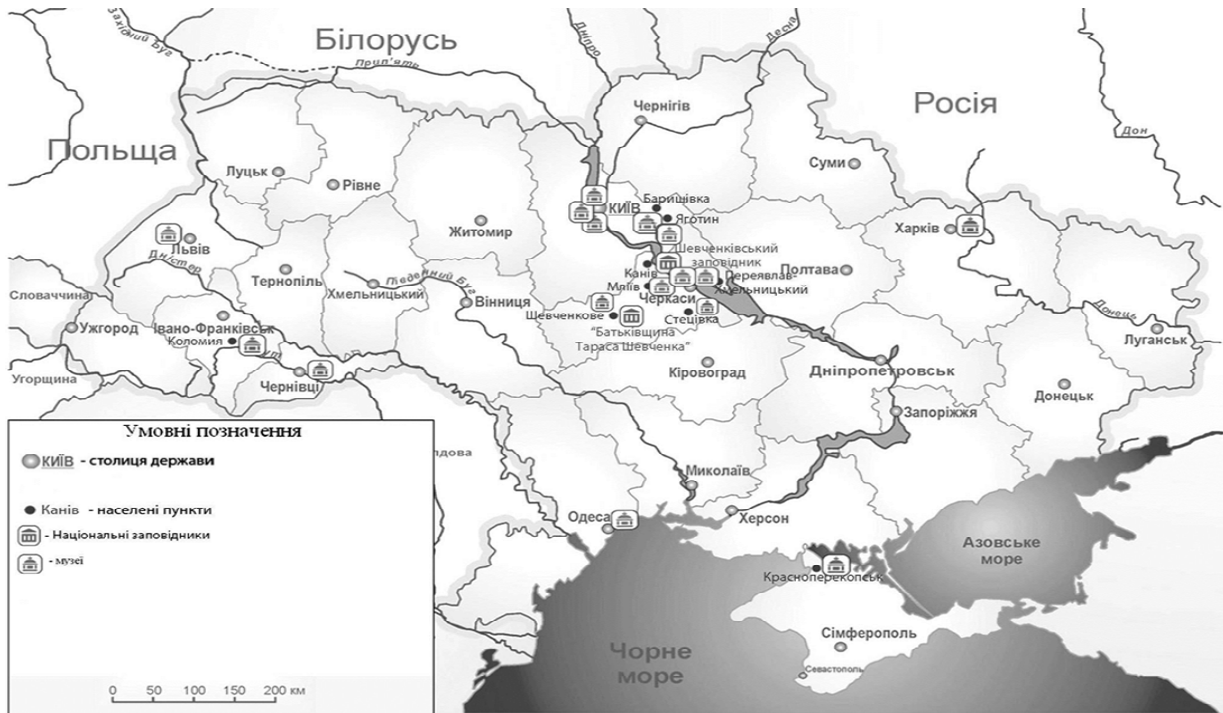 Західний Буг
Білорусь
Прип'ять
Дніпро
Десна
Чернігів
Росія
Дон
Польща
Луцьк
Рівне
Суми
КИЇВ
Баришівка
Яготин
Житомир
Харків
Львів
Дністер
Шевченківський
заповідник
Тернопіль
Хмельницький
Південний Буг
Вінниця
Канів
Мліїв
Черкаси
Переяслав-
Хмельницький
Полтава
Словаччина
Ужгород
Івано-Франківськ
Коломия
Шевченкове
Стецівка
"Батьківщина
Тараса Шевченка"
Донець
Луганськ
Угорщина
Чернівці
Кіровоград
Дніпропетровськ
Донецьк
Запоріжжя
Умовні позначення
КИЇВ - столиця держави
Канів - населені пункти
- Національні заповідники
- музеї
0 50 100 150 200 км
лдова
Миколаїв
Одеса
Херсон
Азовське
море
Красноперекопськ
Сімферополь
Севастополь
Чорне
море